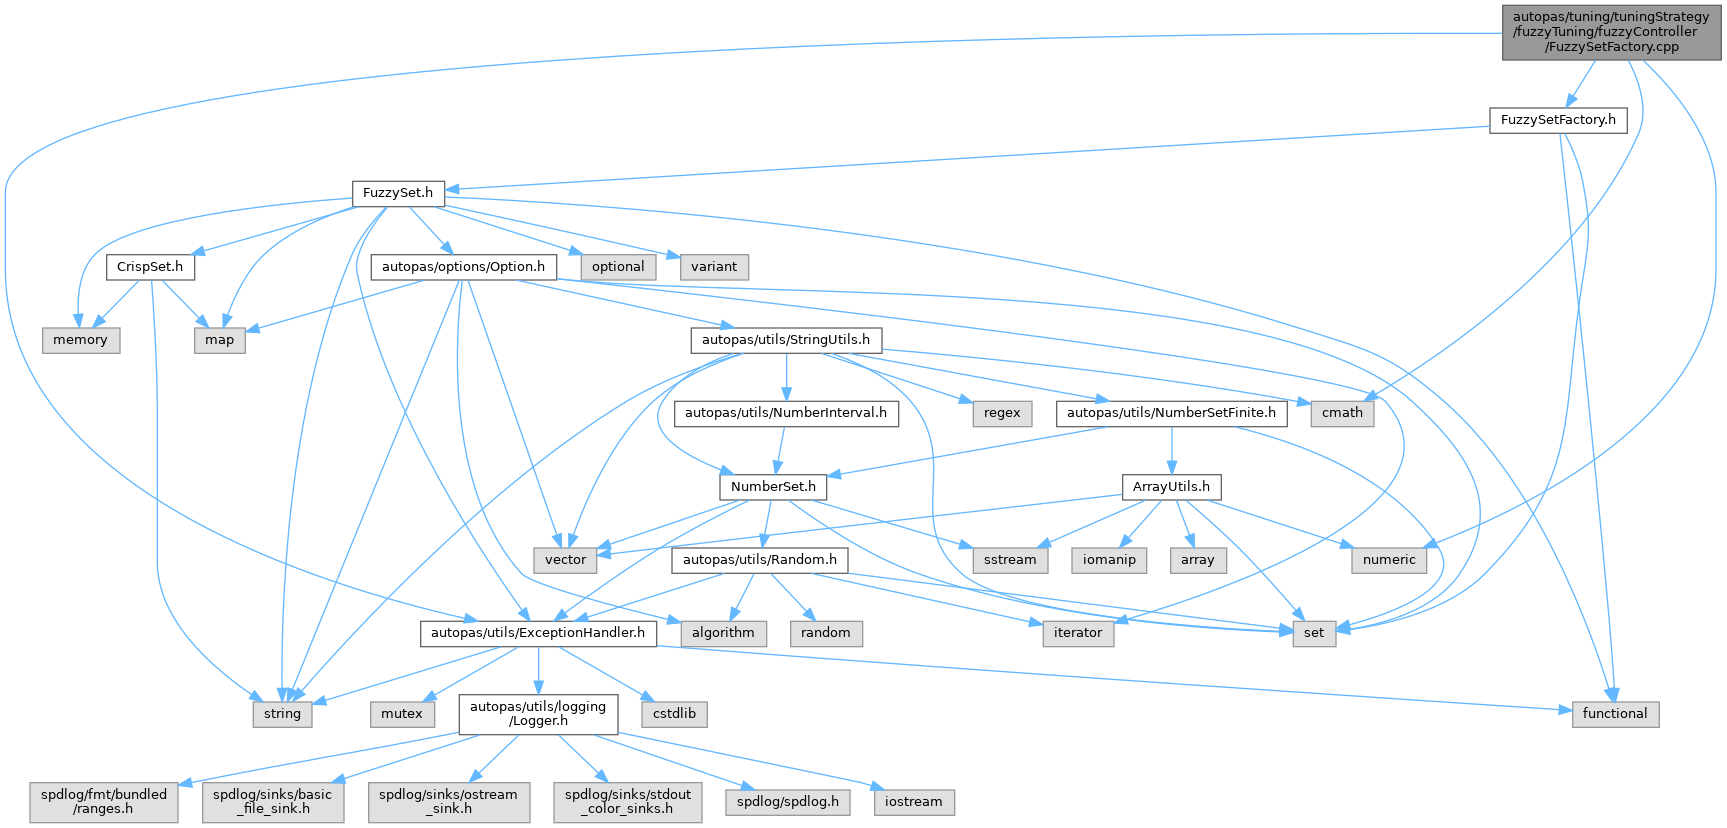 autopas/tuning/tuningStrategy
/fuzzyTuning/fuzzyController
/FuzzySetFactory.cpp
FuzzySetFactory.h
FuzzySet.h
CrispSet.h
autopas/options/Option.h
optional
variant
memory
map
autopas/utils/StringUtils.h
autopas/utils/NumberInterval.h
regex
autopas/utils/NumberSetFinite.h
cmath
NumberSet.h
ArrayUtils.h
vector
autopas/utils/Random.h
sstream
iomanip
array
numeric
autopas/utils/ExceptionHandler.h
algorithm
random
iterator
set
string
mutex
autopas/utils/logging
/Logger.h
cstdlib
functional
spdlog/fmt/bundled
/ranges.h
spdlog/sinks/basic
_file_sink.h
spdlog/sinks/ostream
_sink.h
spdlog/sinks/stdout
_color_sinks.h
spdlog/spdlog.h
iostream